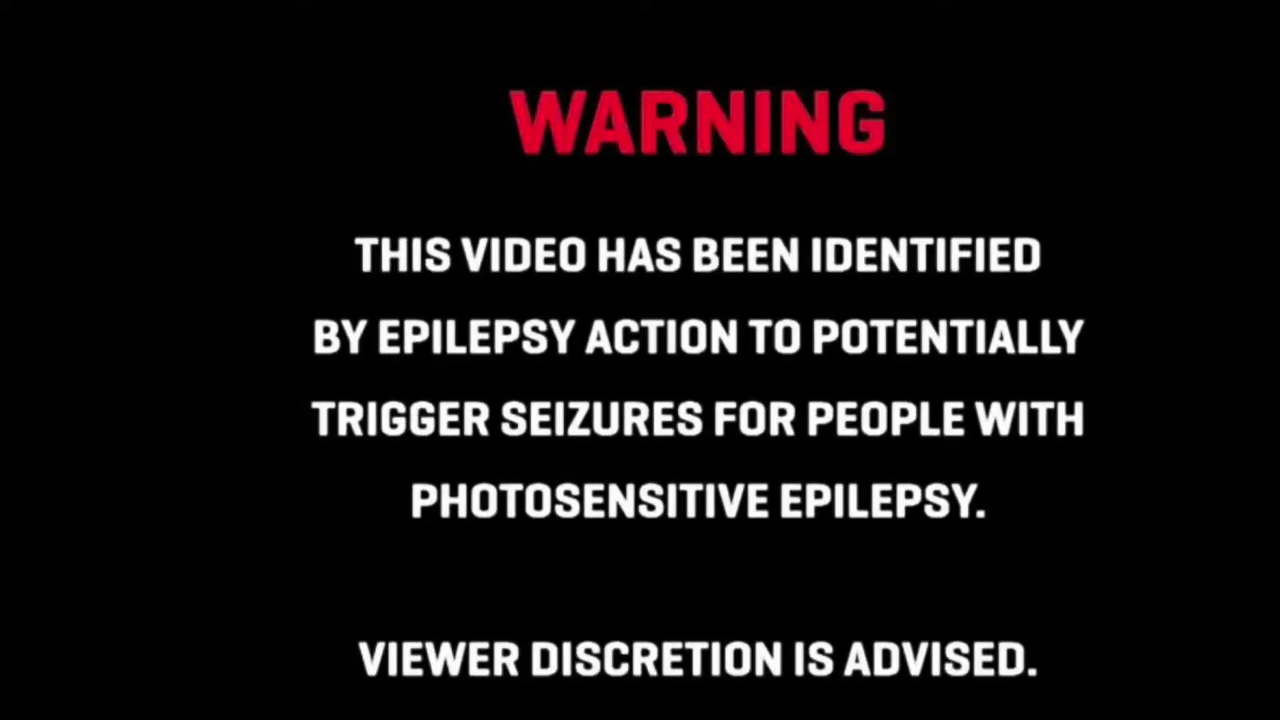 WARNING
THIS VIDEO HAS BEEN IDENTIFIED
BY EPILEPSY ACTION TO POTENTIALLY
TRIGGER SEIZURES FOR PEOPLE WITH
PHOTOSENSITIVE EPILEPSY.
VIEWER DISCRETION IS ADVISED.